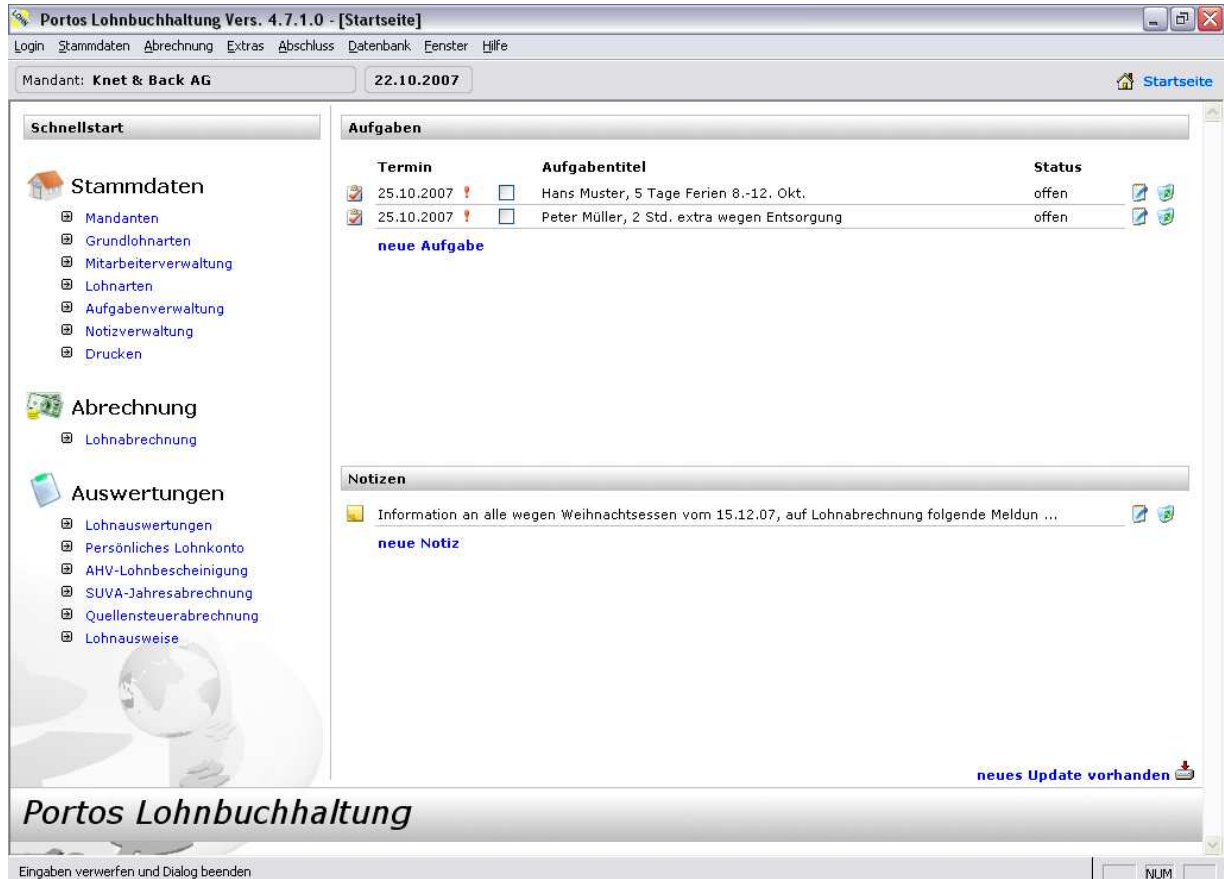 Portos Lohnbuchhaltung Vers. 4.7.1.0 - [Startseite]
Login Stammdaten Abrechnung Extras Abschluss Datenbank Fenster Hilfe
Mandant: Knet & Back AG 22.10.2007 Startseite
Schnellstart
Stammdaten
Mandanten
Grundlohnarten
Mitarbeiterverwaltung
Lohnarten
Aufgabenverwaltung
Notizverwaltung
Drucken
Abrechnung
Lohnabrechnung
Auswertungen
Lohnauswertungen
Persönliches Lohnkonto
AHV-Lohnbescheinigung
SUVA-Jahresabrechnung
Quellensteuerabrechnung
Lohnausweise
Aufgaben
Termin Aufgabentitel Status
25.10.2007 ! Hans Muster, 5 Tage Ferien 8.-12. Okt. offen
25.10.2007 ! Peter Müller, 2 Std. extra wegen Entsorgung offen
neue Aufgabe
Notizen
Information an alle wegen Weihnachtsessen vom 15.12.07, auf Lohnabrechnung folgende Meldun ...
neue Notiz
neues Update vorhanden
Portos Lohnbuchhaltung
Eingaben verwerfen und Dialog beenden NUM